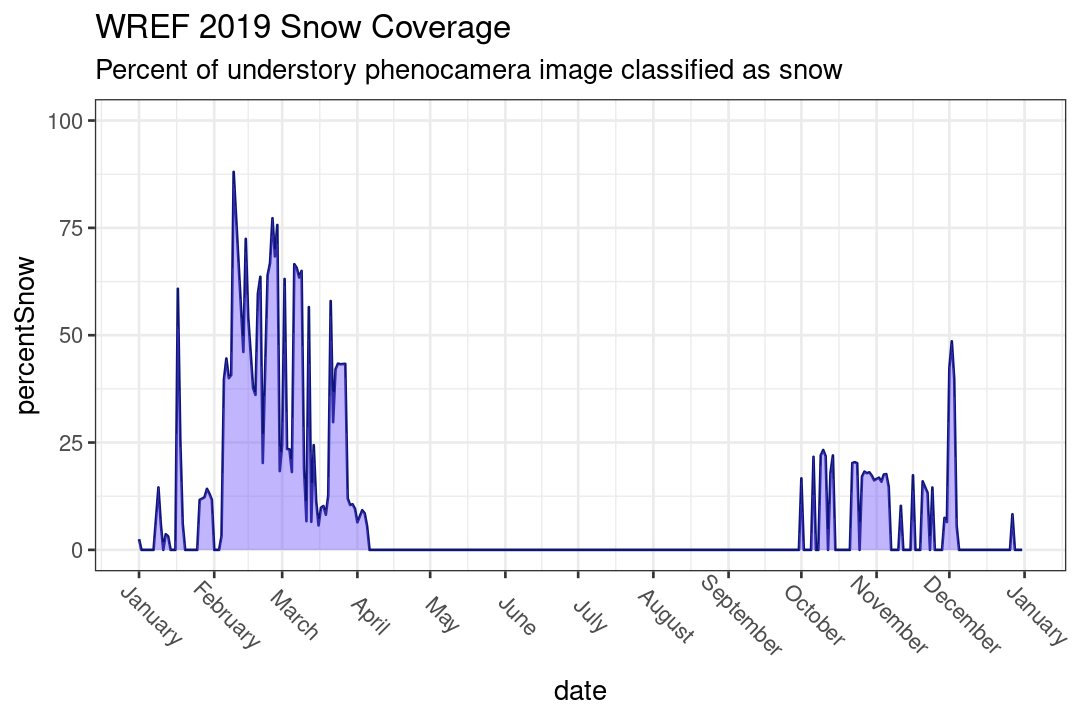 WREF 2019 Snow Coverage
Percent of understory phenocamera image classified as snow
percentSnow
100
75
50
25
0
January
February
March
April
May
June
July
August
September
October
November
December
January
date